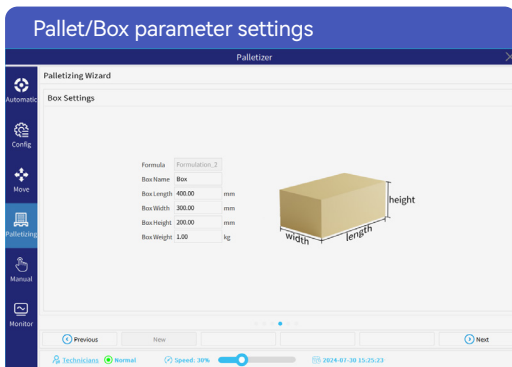 Pallet/Box parameter settings
Palletizer
Palletizing Wizard
Automatic
Box Settings
Config
Move
Palletizing
Manual
Monitor
Formula Formulation_2
Box Name Box
Box Length 400.00 mm
Box Width 300.00 mm
Box Height 200.00 mm
Box Weight 1.00 kg
height
width
length
Previous New Next
Technicians Normal Speed: 30% 2024-07-30 15:25:23